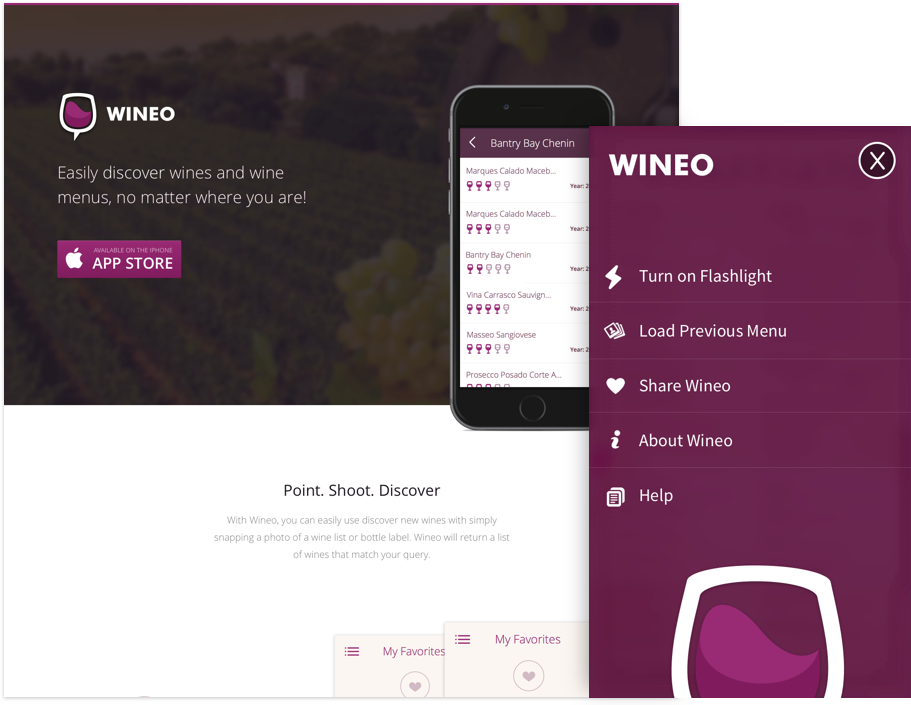 WINEO
Easily discover wines and wine
menus, no matter where you are!
AVAILABLE ON THE IPHONE
APP STORE
Bantry Bay Chenin
Marques Calado Maceb...
Year: 2
Marques Calado Maceb...
Year: 2
Bantry Bay Chenin
Year: 2
Vina Carrasco Sauvign...
Year: 2
Masseo Sangiovese
Year: 2
Prosecco Posado Corte A...
WINEO
X
Turn on Flashlight
Load Previous Menu
Share Wineo
About Wineo
Help
Point. Shoot. Discover
With Wineo, you can easily use discover new wines with simply
snapping a photo of a wine list or bottle label. Wineo will return a list
of wines that match your query.
My Favorites
My Favorites